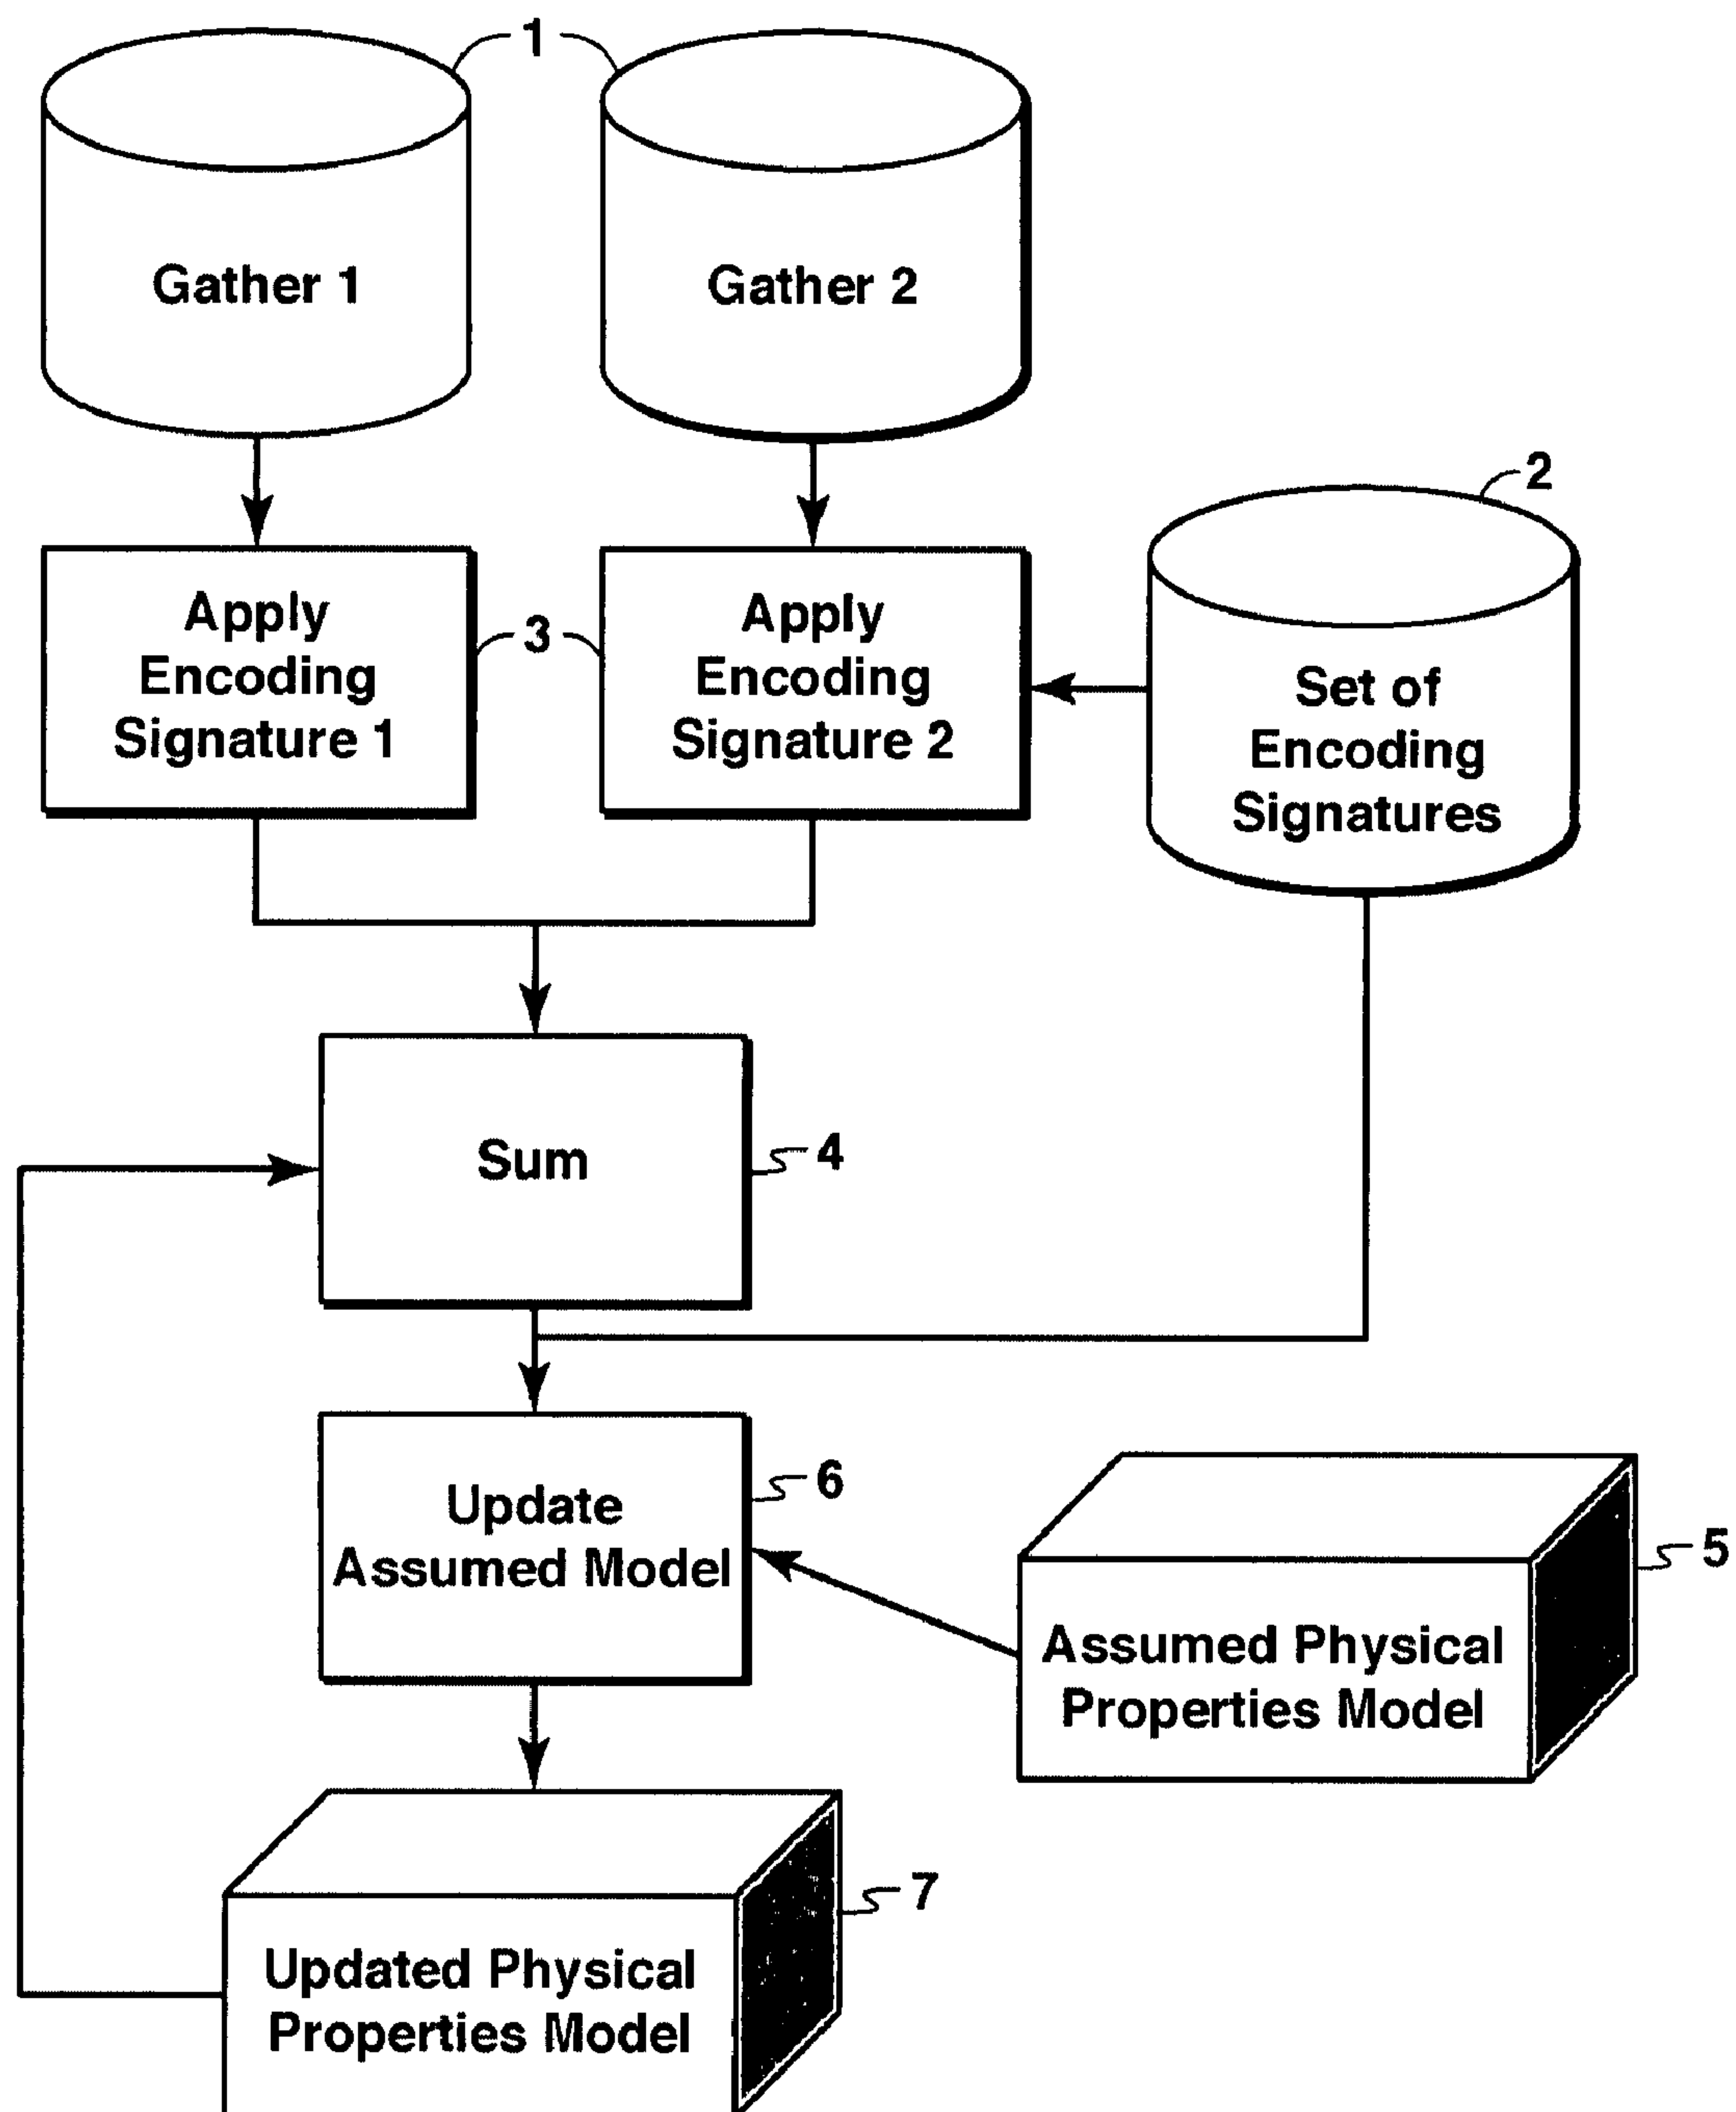 1
Gather 1
Gather 2
2
Apply
Encoding
Signature 1
3
Apply
Encoding
Signature 2
Set of
Encoding
Signatures
Sum
4
Update
Assumed Model
6
5
Assumed Physical
Properties Model
7
Updated Physical
Properties Model